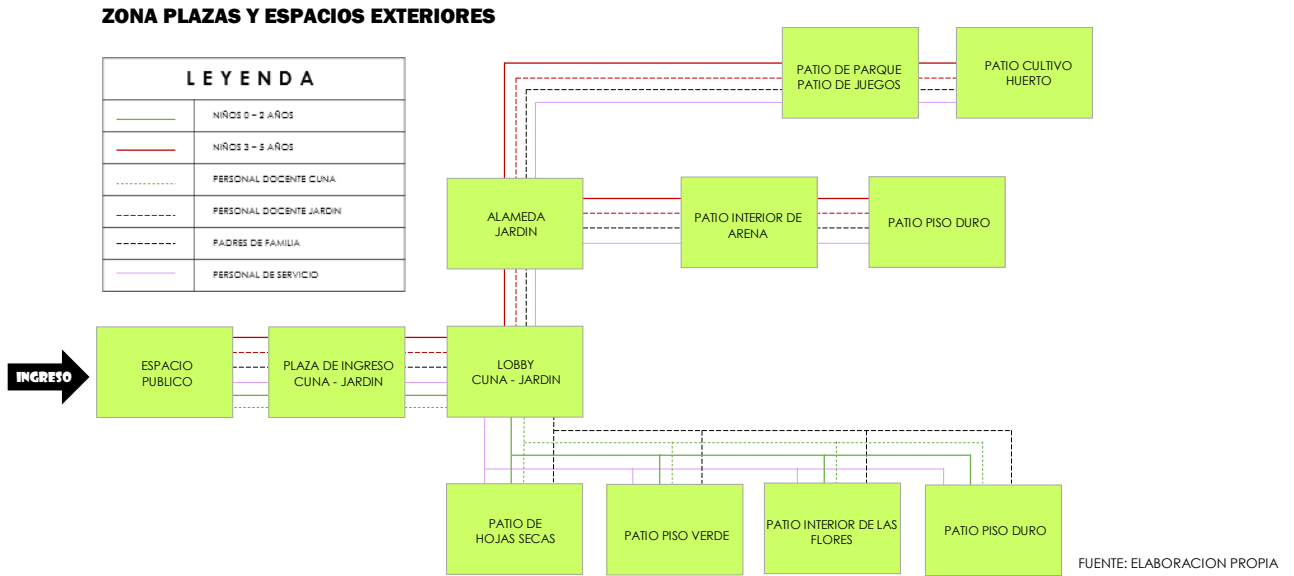 ZONA PLAZAS Y ESPACIOS EXTERIORES
LEYENDA
NIÑOS 0 – 2 AÑOS
NIÑOS 3 – 5 AÑOS
PERSONAL DOCENTE CUNA
PERSONAL DOCENTE JARDIN
PADRES DE FAMILIA
PERSONAL DE SERVICIO
PATIO DE PARQUE
PATIO DE JUEGOS
PATIO CULTIVO
HUERTO
ALAMEDA
JARDIN
PATIO INTERIOR DE
ARENA
PATIO PISO DURO
INGRESO
ESPACIO
PUBLICO
PLAZA DE INGRESO
CUNA - JARDIN
LOBBY
CUNA - JARDIN
PATIO DE
HOJAS SECAS
PATIO PISO VERDE
PATIO INTERIOR DE LAS
FLORES
PATIO PISO DURO
FUENTE: ELABORACION PROPIA